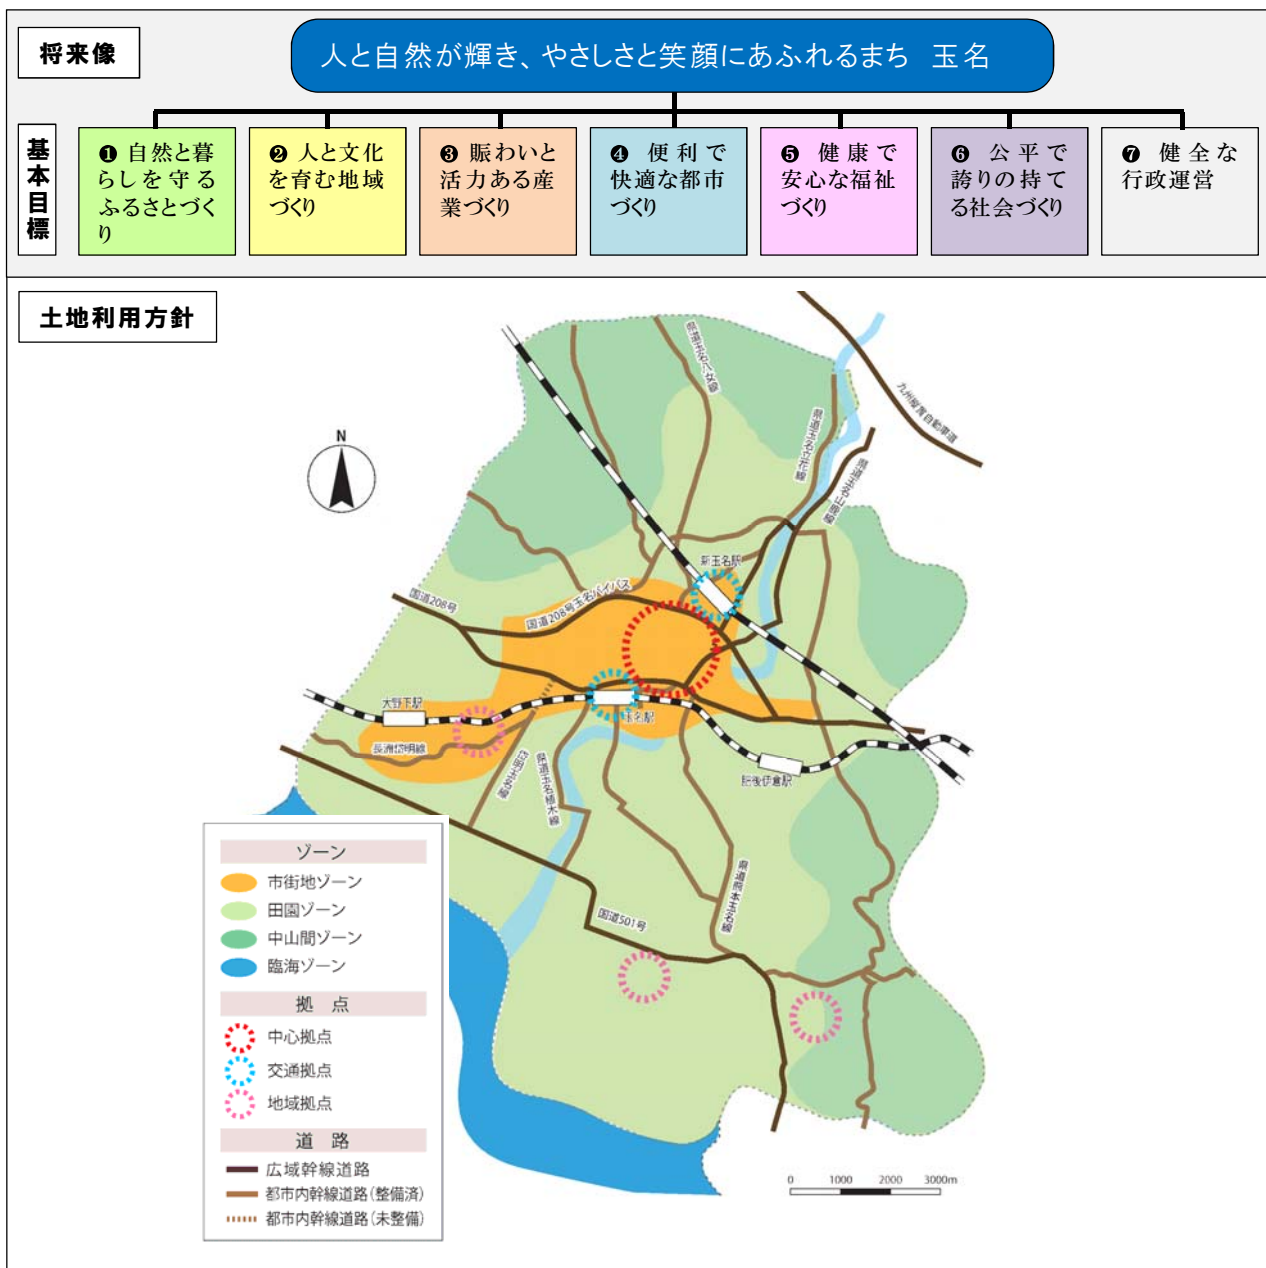 将来像
人と自然が輝き、やさしさと笑顔にあふれるまち　玉名
基本目標
❶ 自然と暮
らしを守る
ふるさとづく
り
❷ 人と文化
を育む地域
づくり
❸ 賑わいと
活力ある産
業づくり
❹ 便利で
快適な都市
づくり
❺ 健康で
安心な福祉
づくり
❻ 公平で
誇りの持て
る社会づくり
❼ 健全な
行政運営
土地利用方針
N
県道玉名八女線
九州縦貫自動車道
県道玉名立花線
県道玉名山鹿線
新玉名駅
国道208号
国道208号玉名バイパス
大野下駅
玉名駅
長洲岱明線
岱明玉名線
県道玉名植木線
肥後伊倉駅
県道熊本玉名線
国道501号
ゾーン
市街地ゾーン
田園ゾーン
中山間ゾーン
臨海ゾーン
拠　点
中心拠点
交通拠点
地域拠点
道　路
広域幹線道路
都市内幹線道路(整備済)
都市内幹線道路(未整備)
0 1000 2000 3000m